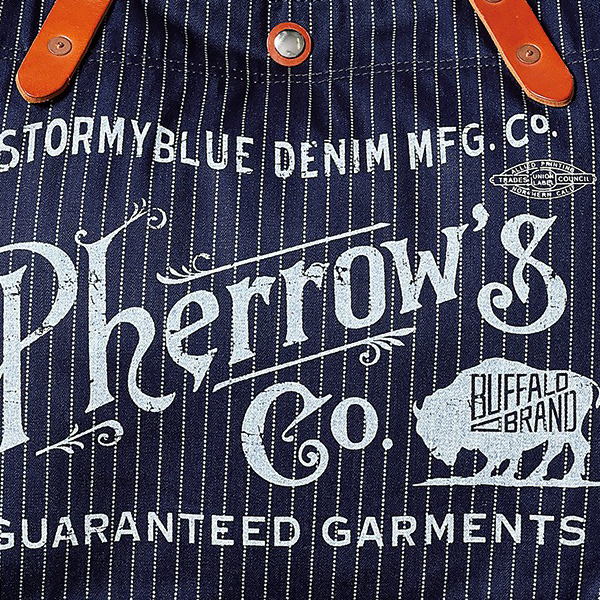 STORMYBLUE DENIM MFG. Co.
ALLIED PRINTING
TRADES UNION LABEL COUNCIL
NORTHERN CALIF
Pherrow's
Co.
BUFFALO
BRAND
GUARANTEED GARMENTS